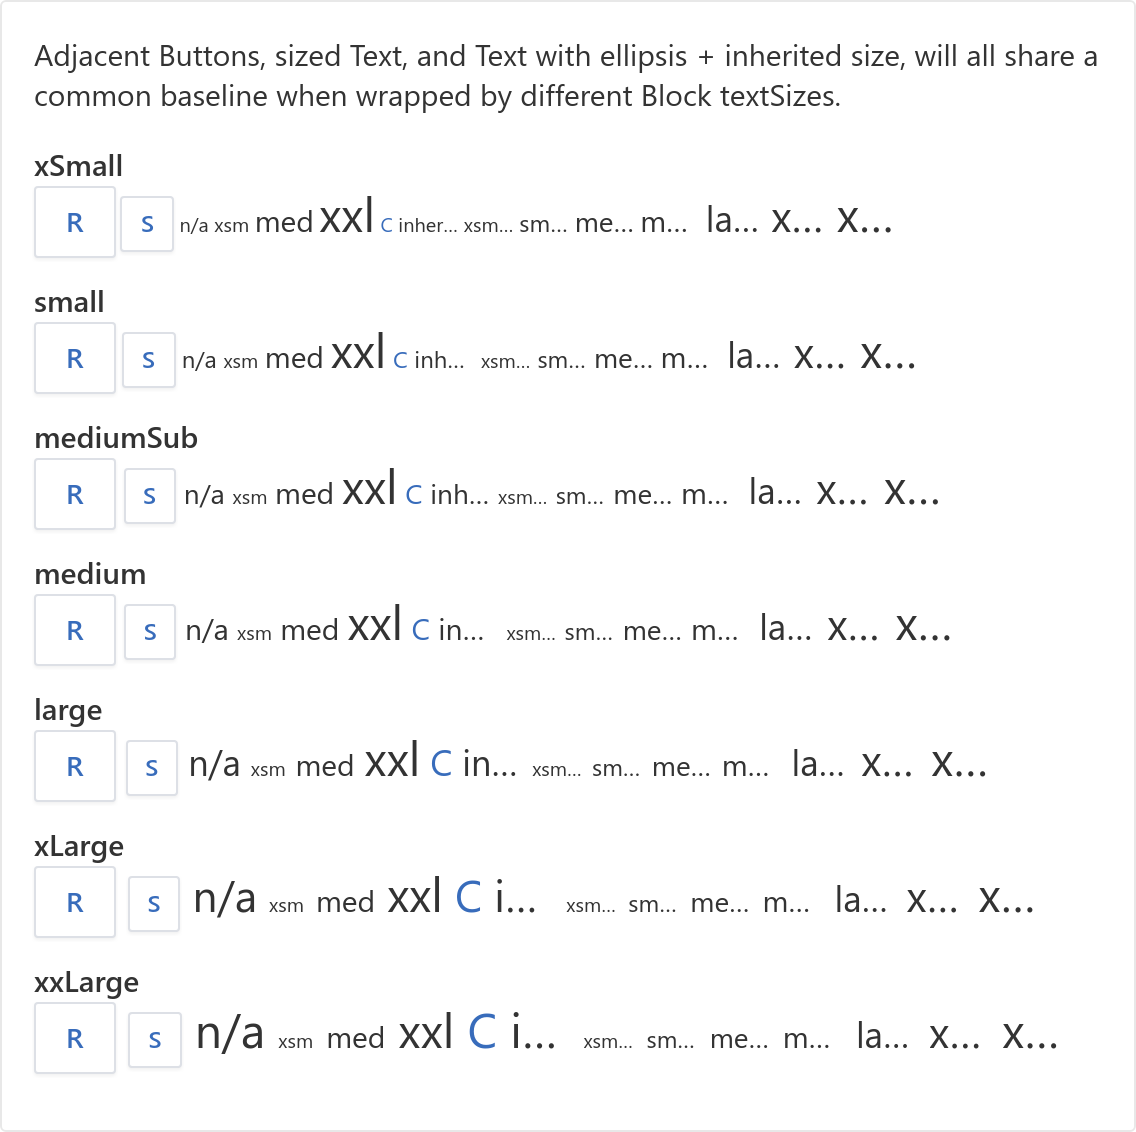 Adjacent Buttons, sized Text, and Text with ellipsis + inherited size, will all share a
common baseline when wrapped by different Block textSizes.
xSmall
R S n/a xsm med xxl C inher... xsm... sm... me... m... la... x... x...
small
R S n/a xsm med xxl C inh... xsm... sm... me... m... la... x... x...
mediumSub
R S n/a xsm med xxl C inh... xsm... sm... me... m... la... x... x...
medium
R S n/a xsm med xxl C in... xsm... sm... me... m... la... x... x...
large
R S n/a xsm med xxl C in... xsm... sm... me... m... la... x... x...
xLarge
R S n/a xsm med xxl C i... xsm... sm... me... m... la... x... x...
xxLarge
R S n/a xsm med xxl C i... xsm... sm... me... m... la... x... x...